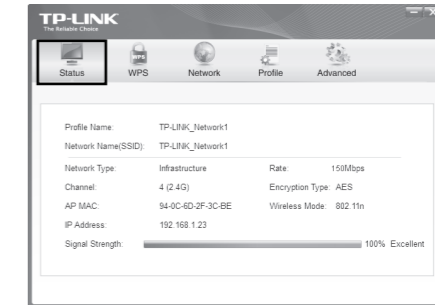 TP-LINK
The Reliable Choice
WPS
Status WPS Network Profile Advanced
Profile Name: TP-LINK_Network1
Network Name(SSID): TP-LINK_Network1
Network Type: Infrastructure Rate: 150Mbps
Channel: 4 (2.4G) Encryption Type: AES
AP MAC: 94-0C-6D-2F-3C-BE Wireless Mode: 802.11n
IP Address: 192.168.1.23
Signal Strength: 100% Excellent